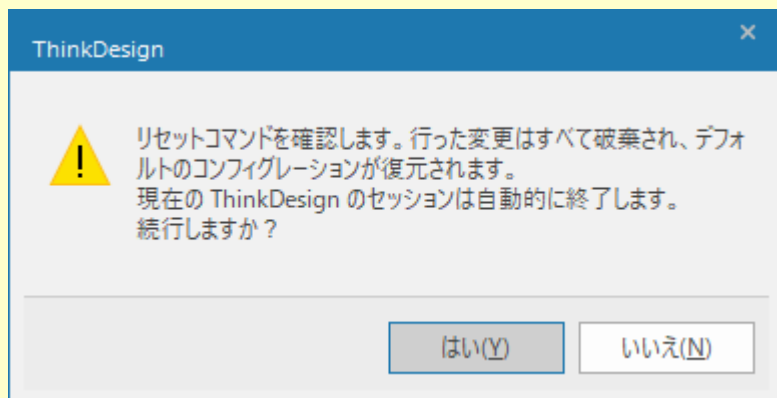 ThinkDesign
リセットコマンドを確認します。行った変更はすべて破棄され、デフォ
ルトのコンフィグレーションが復元されます。
現在の ThinkDesign のセッションは自動的に終了します。
続行しますか？
はい(Y)
いいえ(N)